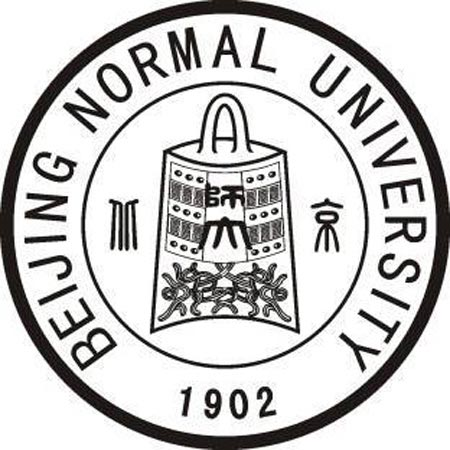 BEIJING NORMAL UNIVERSITY
北京
師大
1902